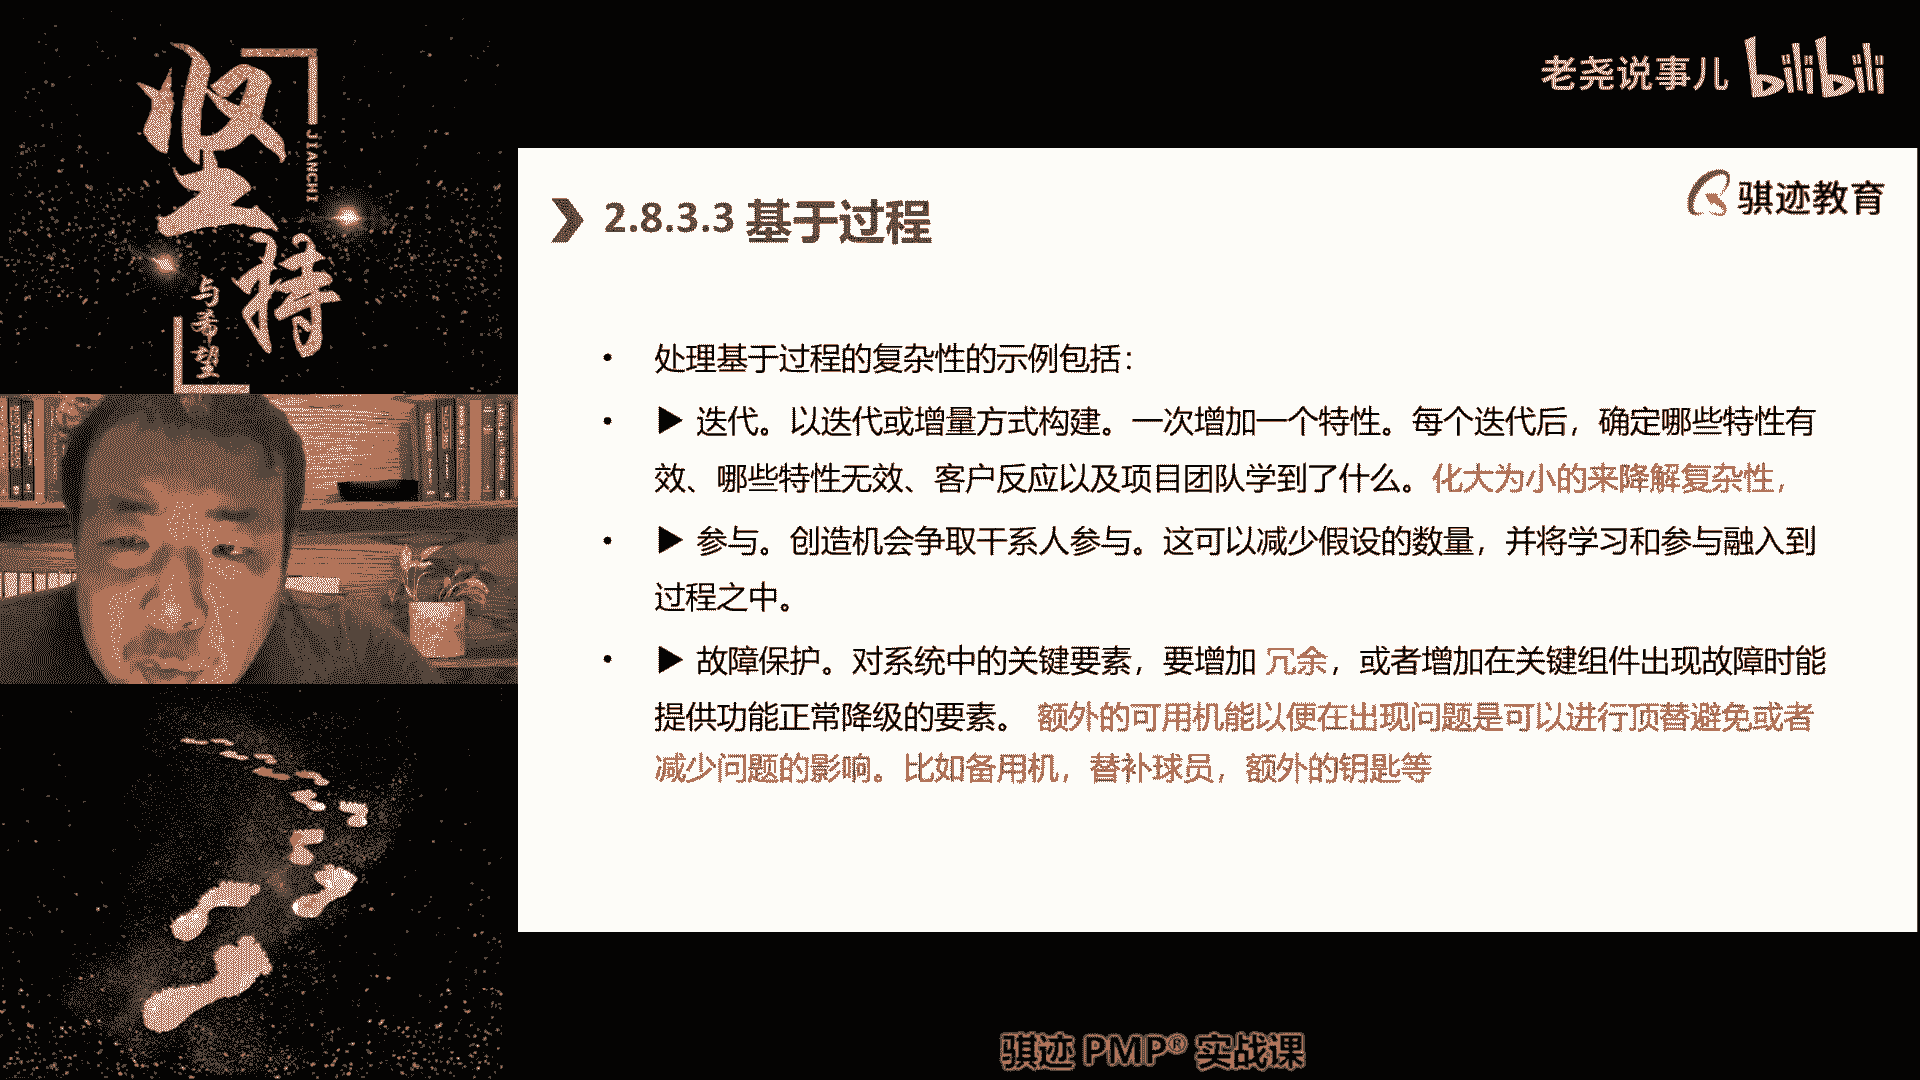 坚持
JIANCHI
与希望
老尧说事儿 bilibili
骐迹教育
2.8.3.3 基于过程
• 处理基于过程的复杂性的示例包括：
• ▶ 迭代。以迭代或增量方式构建。一次增加一个特性。每个迭代后，确定哪些特性有
效、哪些特性无效、客户反应以及项目团队学到了什么。化大为小的来降解复杂性，
• ▶ 参与。创造机会争取干系人参与。这可以减少假设的数量，并将学习和参与融入到
过程之中。
• ▶ 故障保护。对系统中的关键要素，要增加 冗余，或者增加在关键组件出现故障时能
提供功能正常降级的要素。 额外的可用机能以便在出现问题是可以进行顶替避免或者
减少问题的影响。比如备用机，替补球员，额外的钥匙等
骐迹 PMP® 实战课